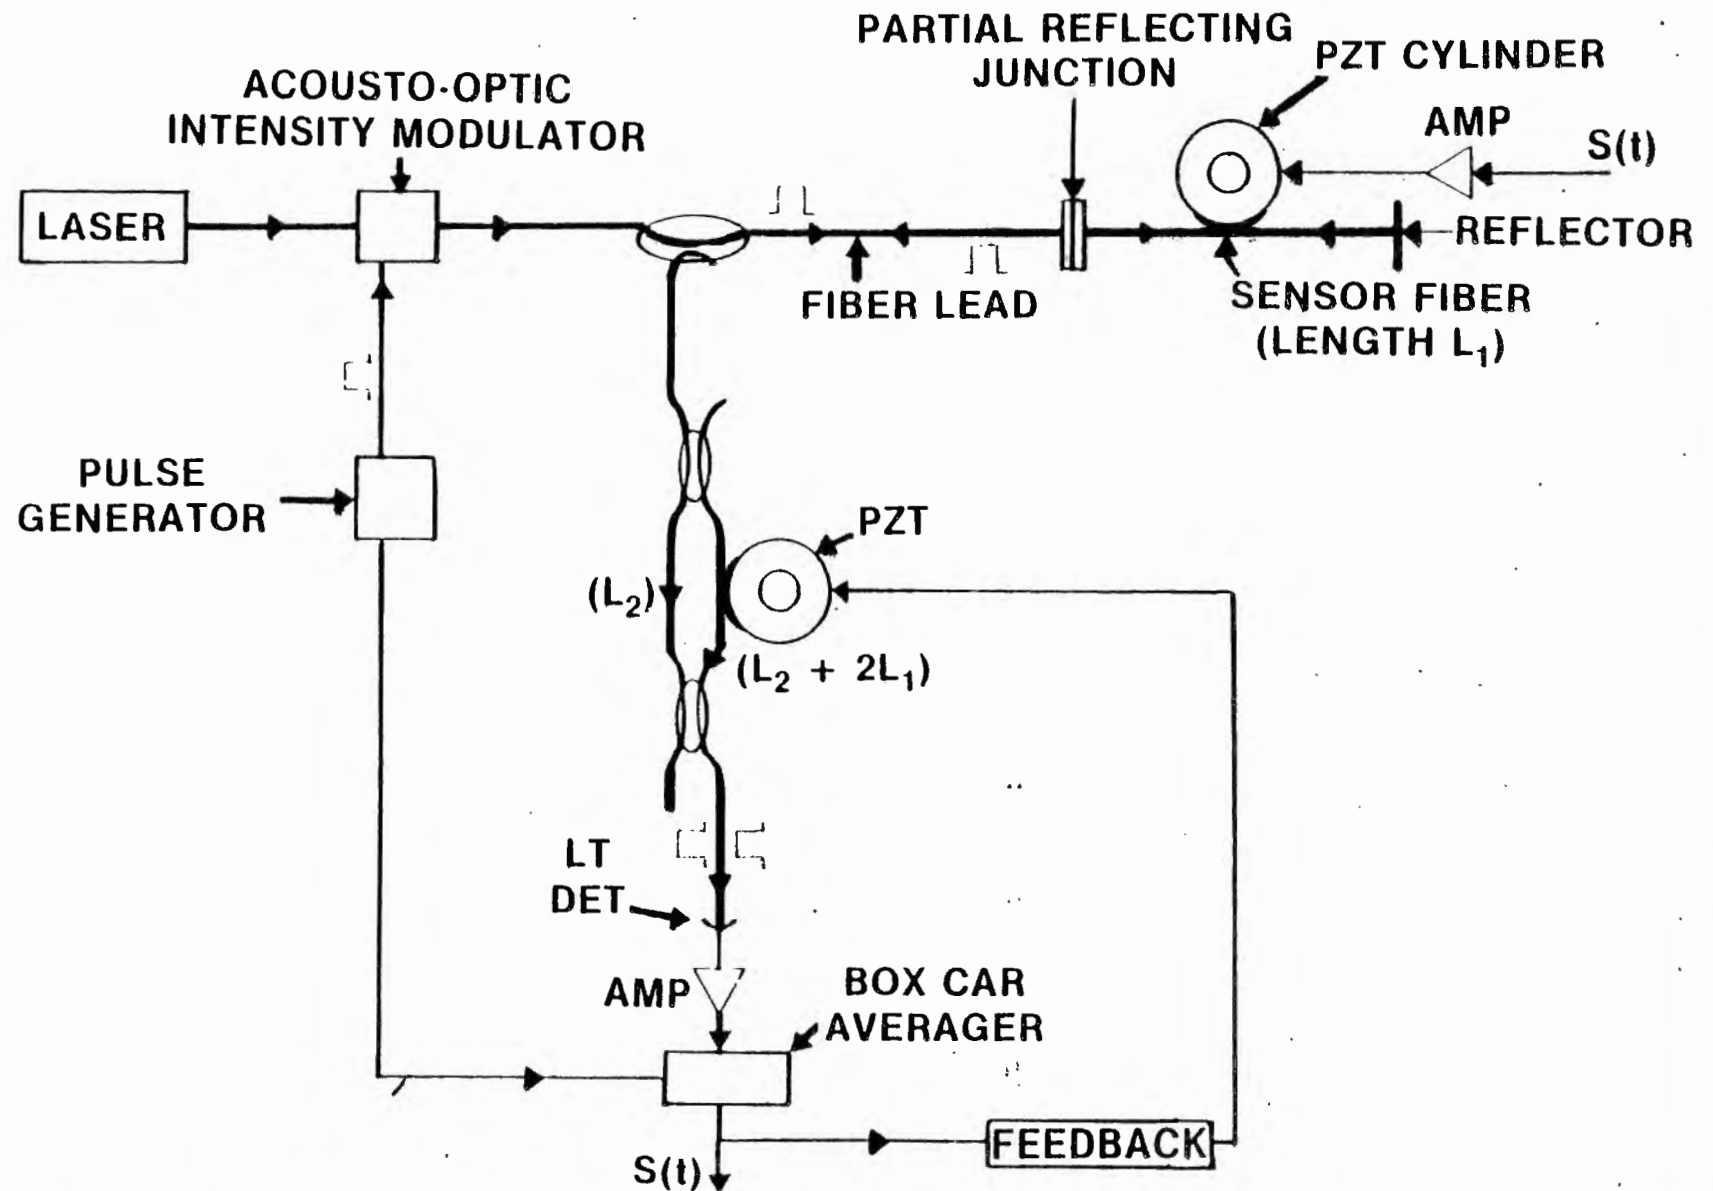 PARTIAL REFLECTING
JUNCTION
PZT CYLINDER
ACOUSTO-OPTIC
INTENSITY MODULATOR
AMP
S(t)
LASER
REFLECTOR
FIBER LEAD
SENSOR FIBER
(LENGTH L₁)
PULSE
GENERATOR
PZT
(L₂)
(L₂ + 2L₁)
LT
DET
AMP
BOX CAR
AVERAGER
FEEDBACK
S(t)